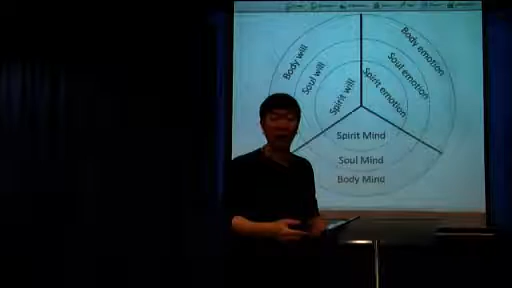 Body will
Body emotion
Soul will
Soul emotion
Spirit will
Spirit emotion
Spirit Mind
Soul Mind
Body Mind